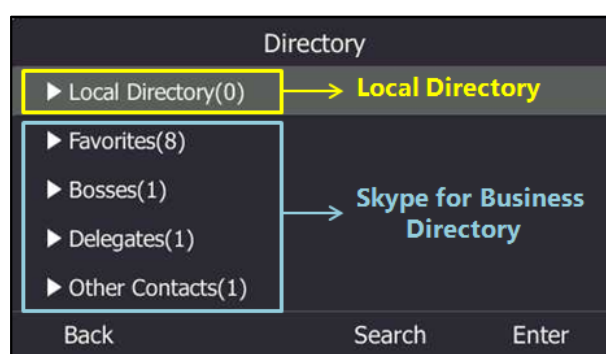 Directory
Local Directory(0)
Local Directory
Favorites(8)
Bosses(1)
Delegates(1)
Other Contacts(1)
Skype for Business
Directory
Back Search Enter